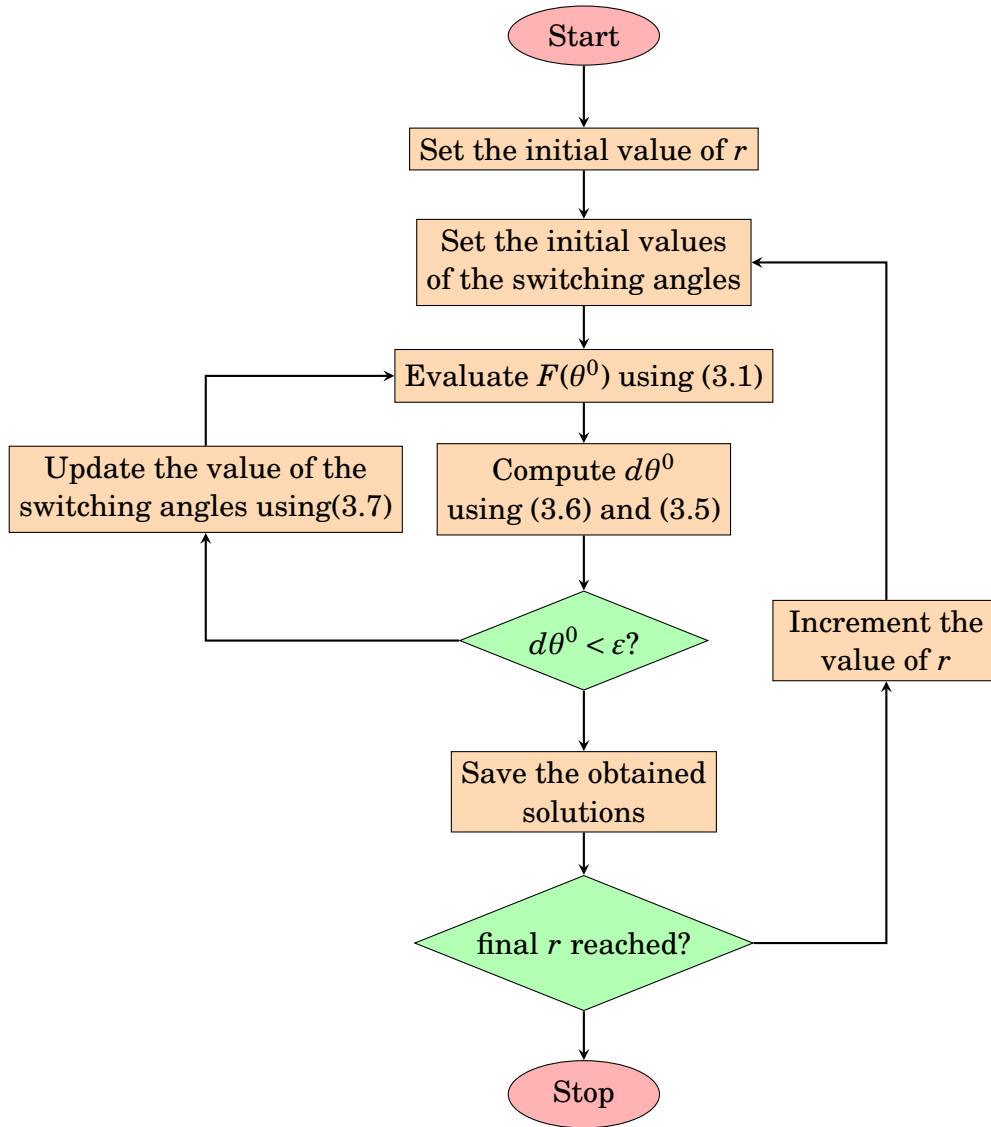 Start
Set the initial value of r
Set the initial values
of the switching angles
Evaluate F(θ⁰) using (3.1)
Update the value of the
switching angles using(3.7)
Compute dθ⁰
using (3.6) and (3.5)
dθ⁰ < ε?
Increment the
value of r
Save the obtained
solutions
final r reached?
Stop